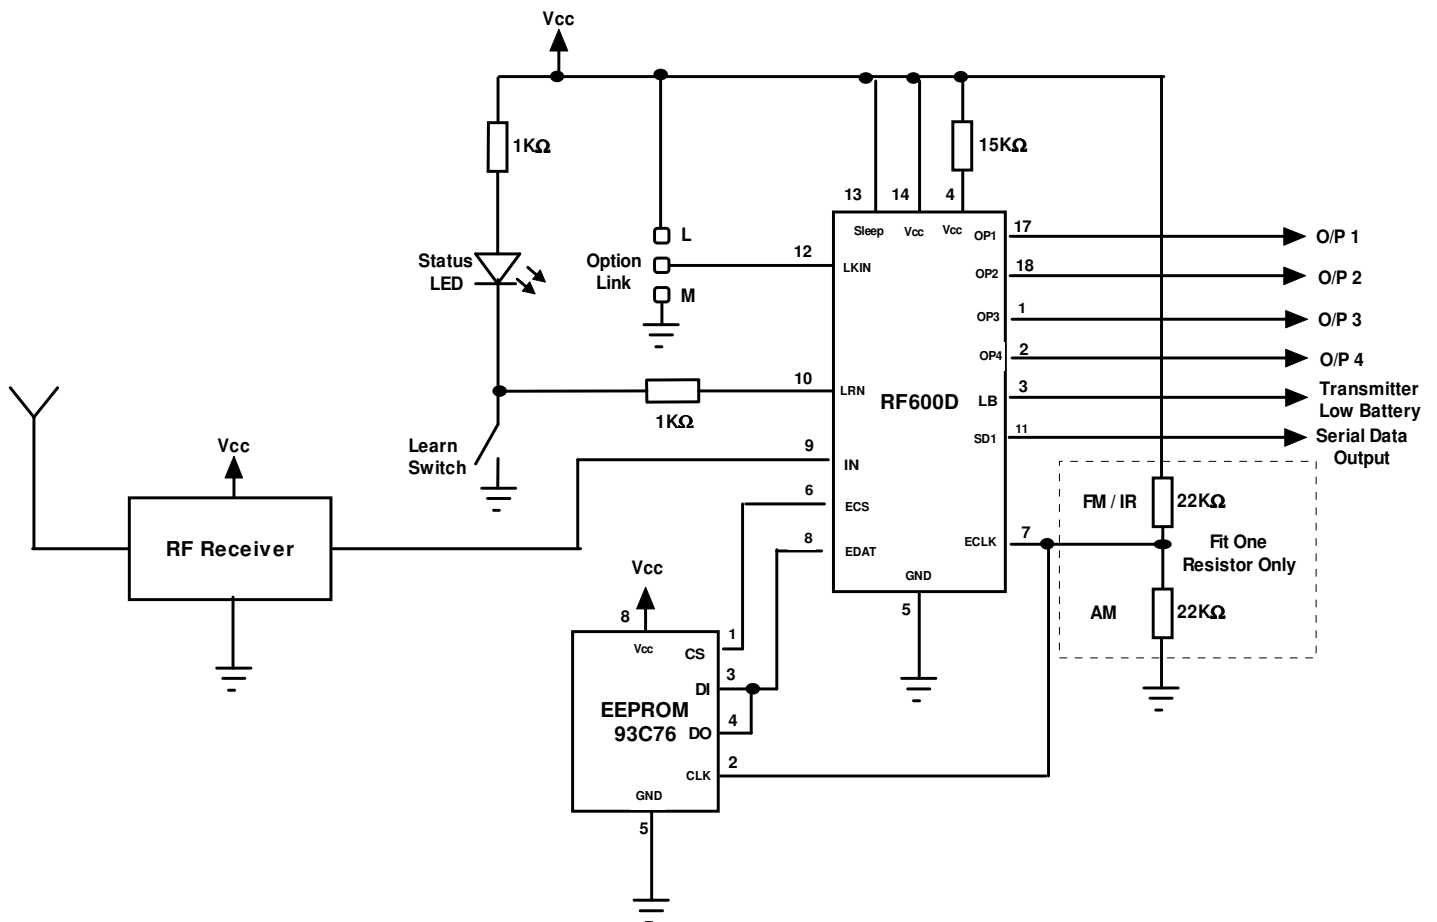 Vcc
1KΩ
15KΩ
13
14
4
Sleep
Vcc
Vcc
OP1
17
O/P 1
L
Option
Link
M
12
LKIN
OP2
18
O/P 2
Status
LED
OP3
1
O/P 3
OP4
2
O/P 4
10
LRN
RF600D
LB
3
Transmitter
Low Battery
1KΩ
SD1
11
Serial Data
Output
Learn
Switch
9
IN
Vcc
RF Receiver
6
ECS
8
EDAT
ECLK
7
GND
5
FM / IR
22KΩ
Fit One
Resistor Only
AM
22KΩ
Vcc
8
Vcc
1
CS
3
DI
EEPROM
93C76
4
DO
2
CLK
GND
5